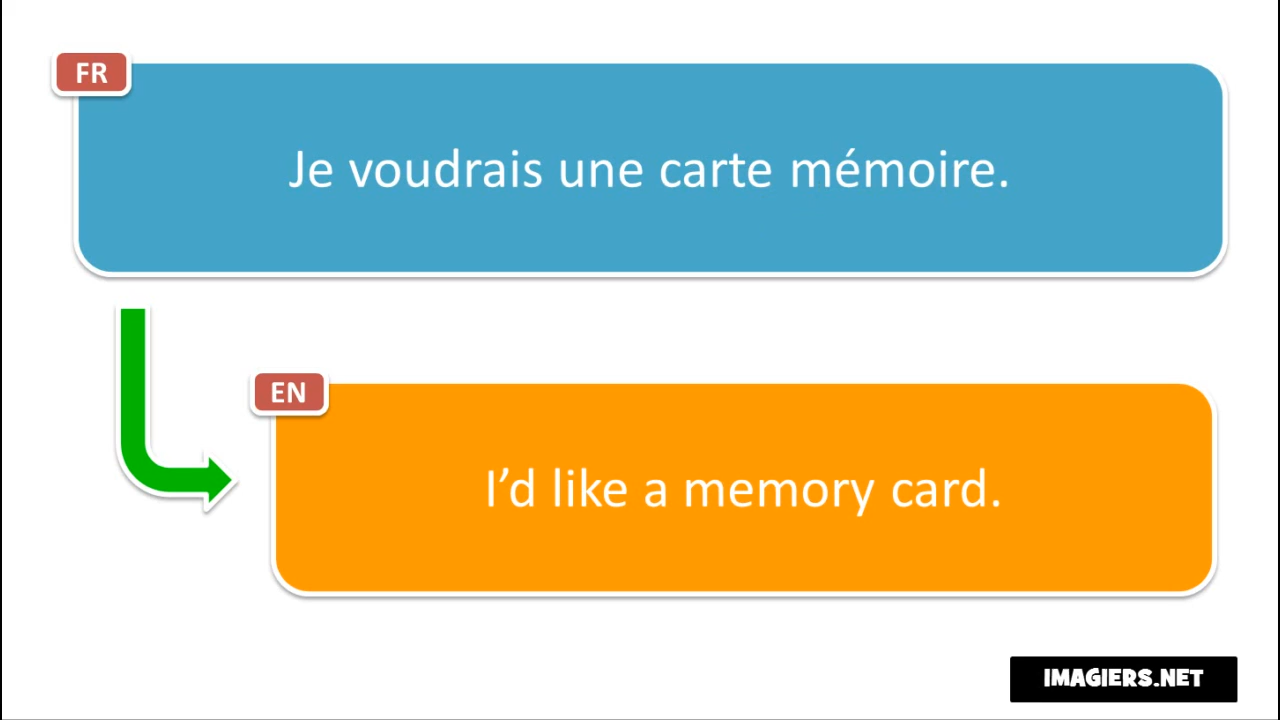 FR
Je voudrais une carte mémoire.
EN
I’d like a memory card.
IMAGIERS.NET